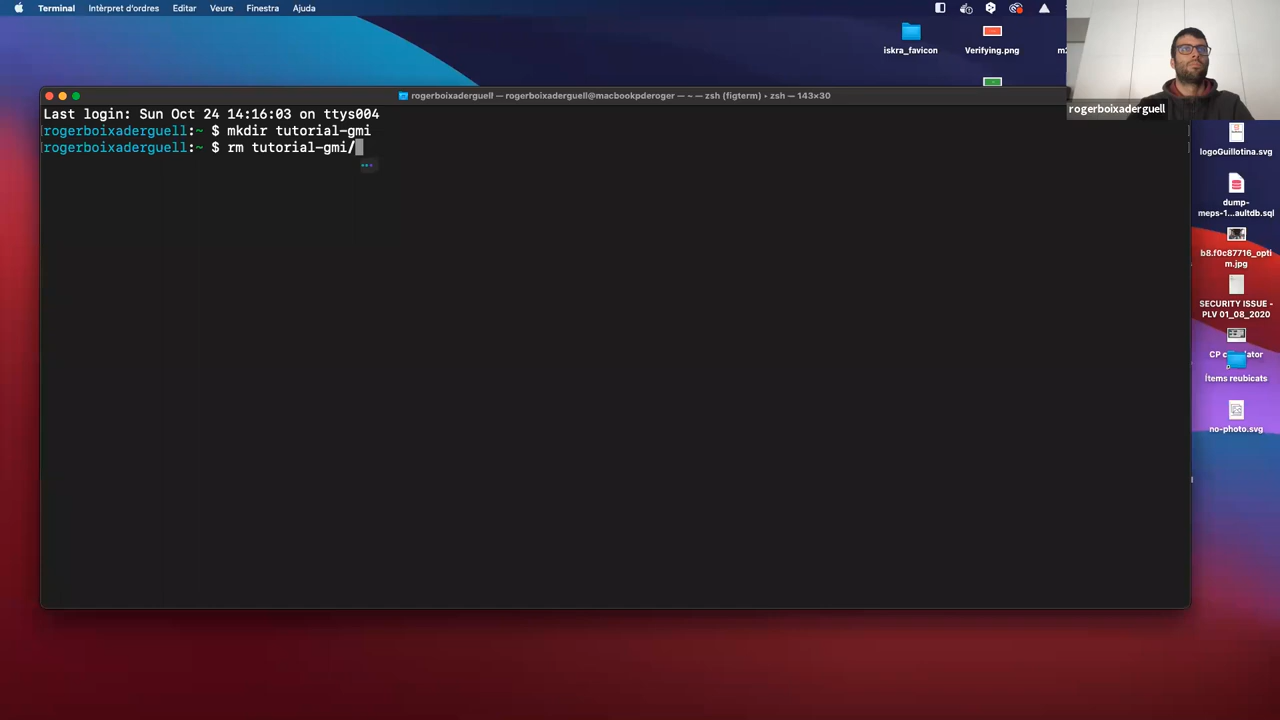 Terminal Intèrpret d'ordres Editar Veure Finestra Ajuda
iskra_favicon
Verifying.png
rogerboixaderguell
rogerboixaderguell — rogerboixaderguell@macbookpderoger — ~ — zsh (figterm) ▸ zsh — 143×30
Last login: Sun Oct 24 14:16:03 on ttys004
rogerboixaderguell:~ $ mkdir tutorial-gmi
rogerboixaderguell:~ $ rm tutorial-gmi/
logoGuillotina.svg
dump-
meps-1...aultdb.sql
b8.f0c87716_opti
m.jpg
SECURITY ISSUE -
PLV 01_08_2020
Ítems reubicats
no-photo.svg